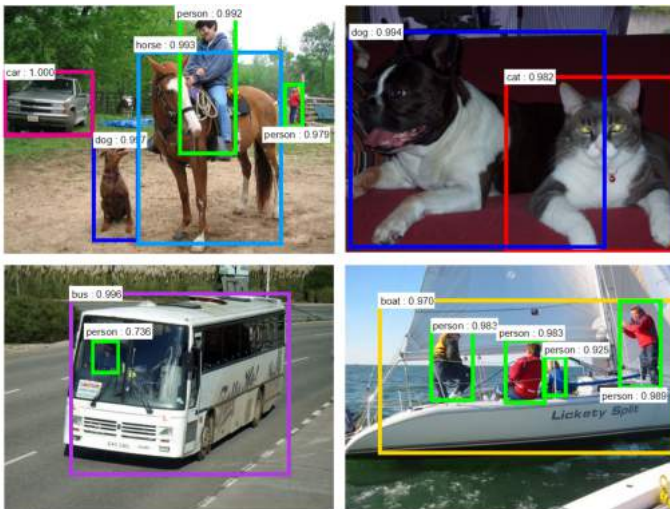 person : 0.992
horse : 0.993
car : 1.000
person : 0.979
dog : 0.997
dog : 0.994
cat : 0.982
bus : 0.996
person : 0.736
boat : 0.970
person : 0.983
person : 0.983
person : 0.925
person : 0.989
Lickety Split